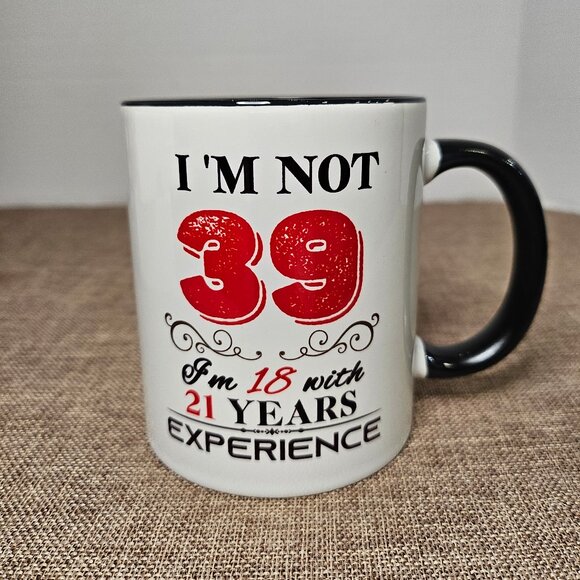 I 'M NOT
39
I'm 18 with
21 YEARS
EXPERIENCE